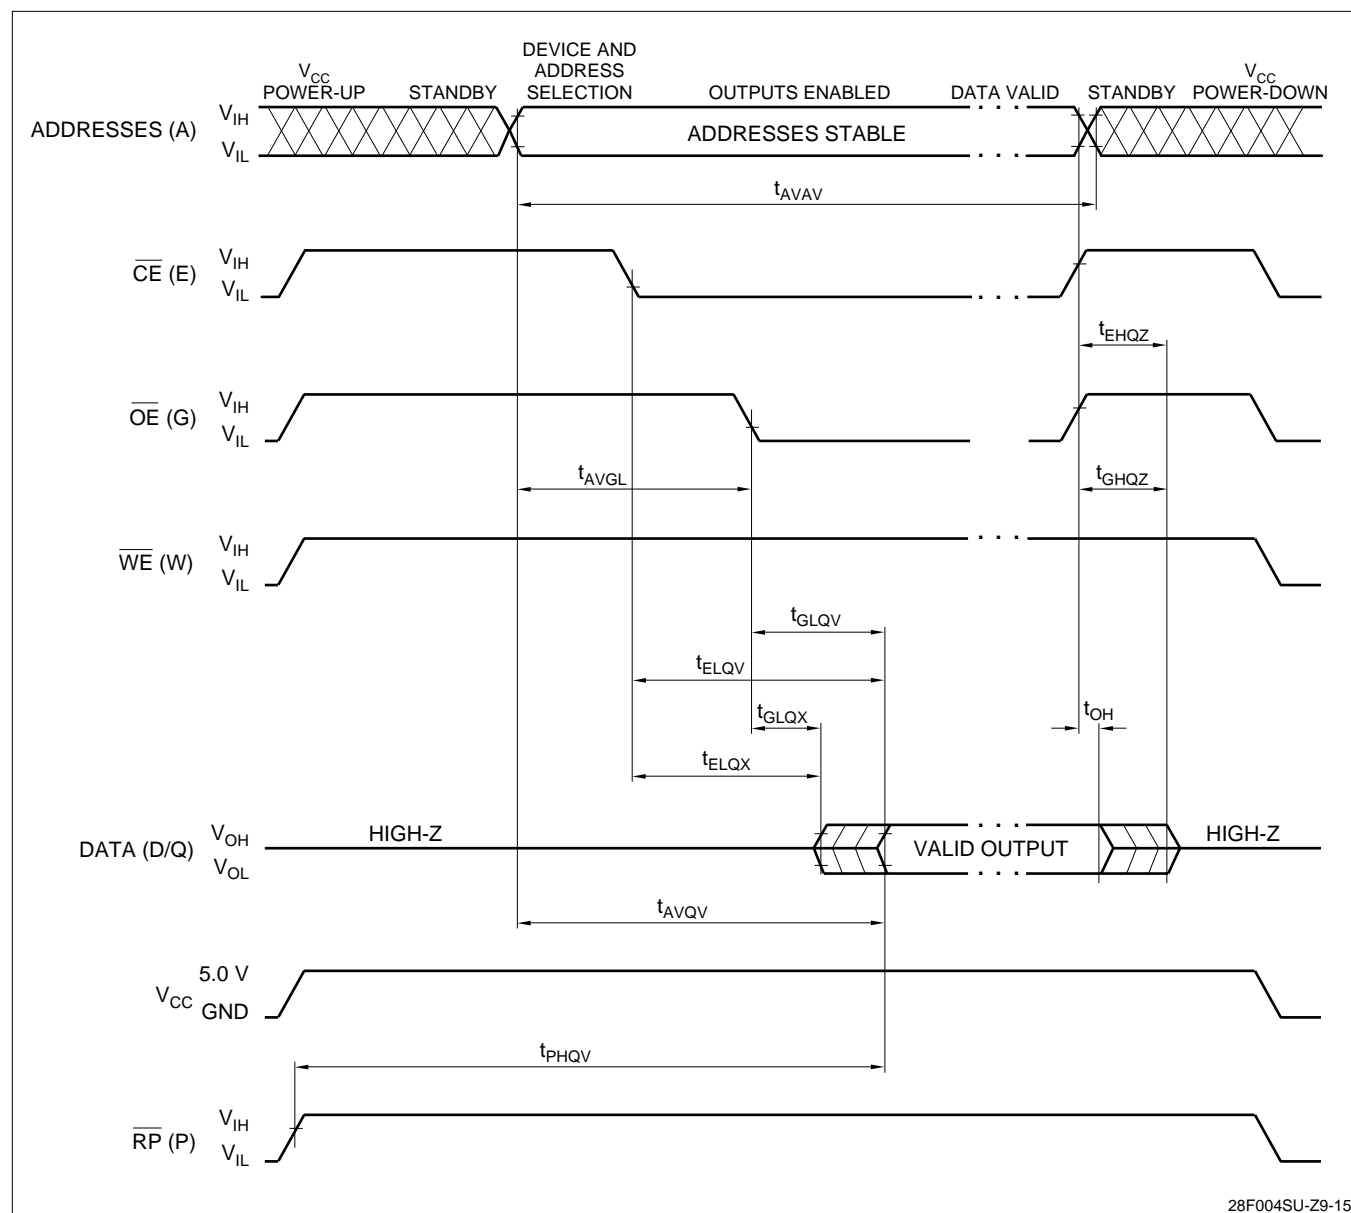 DEVICE AND
ADDRESS
SELECTION
VCC
POWER-UP
STANDBY
OUTPUTS ENABLED
DATA VALID
STANDBY
VCC
POWER-DOWN
ADDRESSES (A)
VIH
VIL
ADDRESSES STABLE
tAVAV
CE (E)
VIH
VIL
tEHQZ
OE (G)
VIH
VIL
tAVGL
tGHQZ
WE (W)
VIH
VIL
tGLQV
tELQV
tGLQX
tOH
tELQX
DATA (D/Q)
VOH
VOL
HIGH-Z
VALID OUTPUT
HIGH-Z
tAVQV
VCC
5.0 V
GND
tPHQV
RP (P)
VIH
VIL
28F004SU-Z9-15